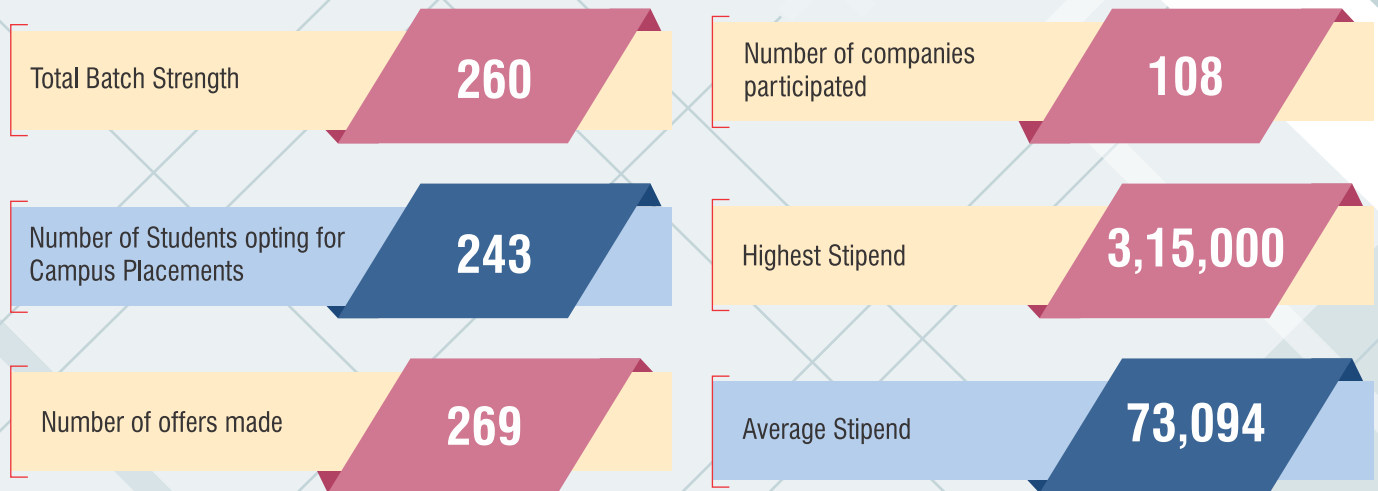 Total Batch Strength
260
Number of companies
participated
108
Number of Students opting for
Campus Placements
243
Highest Stipend
3,15,000
Number of offers made
269
Average Stipend
73,094